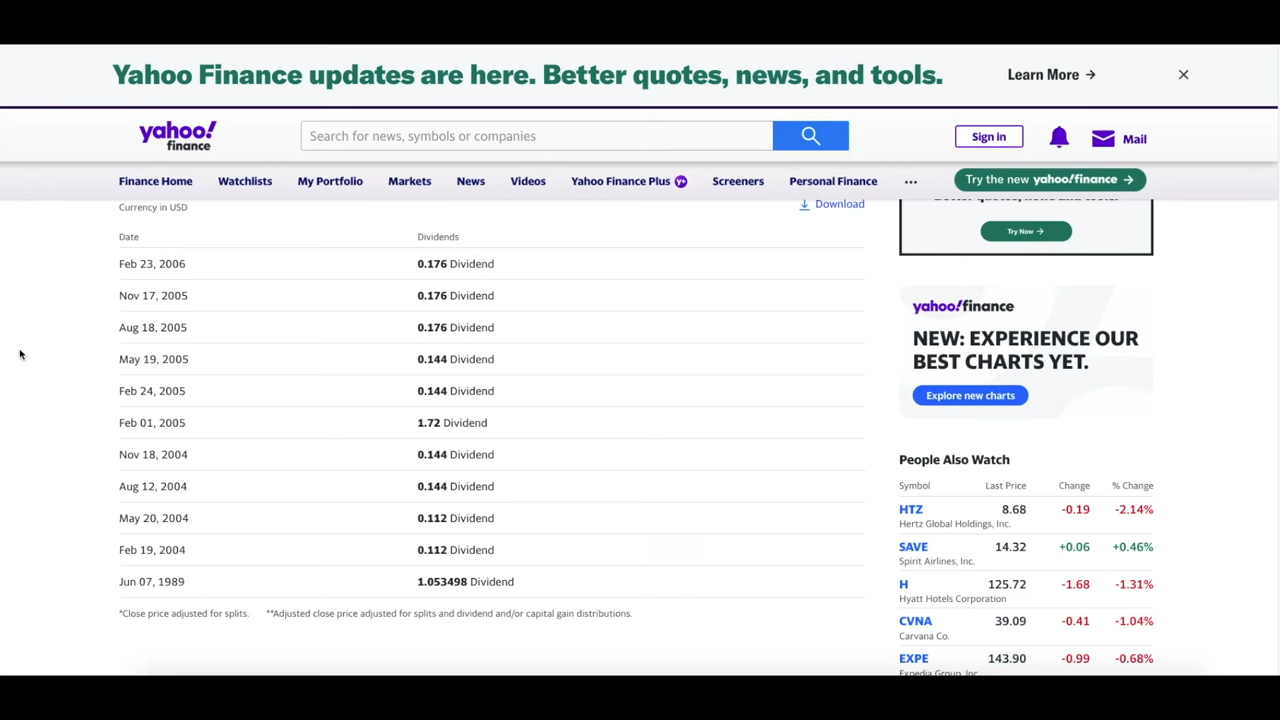 Yahoo Finance updates are here. Better quotes, news, and tools.
Learn More →
yahoo!
finance
Search for news, symbols or companies
Sign in
Mail
Finance Home Watchlists My Portfolio Markets News Videos Yahoo Finance Plus Y+ Screeners Personal Finance ... Try the new yahoo!finance →
Currency in USD
Download
Date Dividends
Feb 23, 2006 0.176 Dividend
Nov 17, 2005 0.176 Dividend
Aug 18, 2005 0.176 Dividend
May 19, 2005 0.144 Dividend
Feb 24, 2005 0.144 Dividend
Feb 01, 2005 1.72 Dividend
Nov 18, 2004 0.144 Dividend
Aug 12, 2004 0.144 Dividend
May 20, 2004 0.112 Dividend
Feb 19, 2004 0.112 Dividend
Jun 07, 1989 1.053498 Dividend
*Close price adjusted for splits. **Adjusted close price adjusted for splits and dividend and/or capital gain distributions.
Try Now →
yahoo!finance
NEW: EXPERIENCE OUR
BEST CHARTS YET.
Explore new charts
People Also Watch
Symbol Last Price Change % Change
HTZ 8.68 -0.19 -2.14%
Hertz Global Holdings, Inc.
SAVE 14.32 +0.06 +0.46%
Spirit Airlines, Inc.
H 125.72 -1.68 -1.31%
Hyatt Hotels Corporation
CVNA 39.09 -0.41 -1.04%
Carvana Co.
EXPE 143.90 -0.99 -0.68%
Expedia Group, Inc.